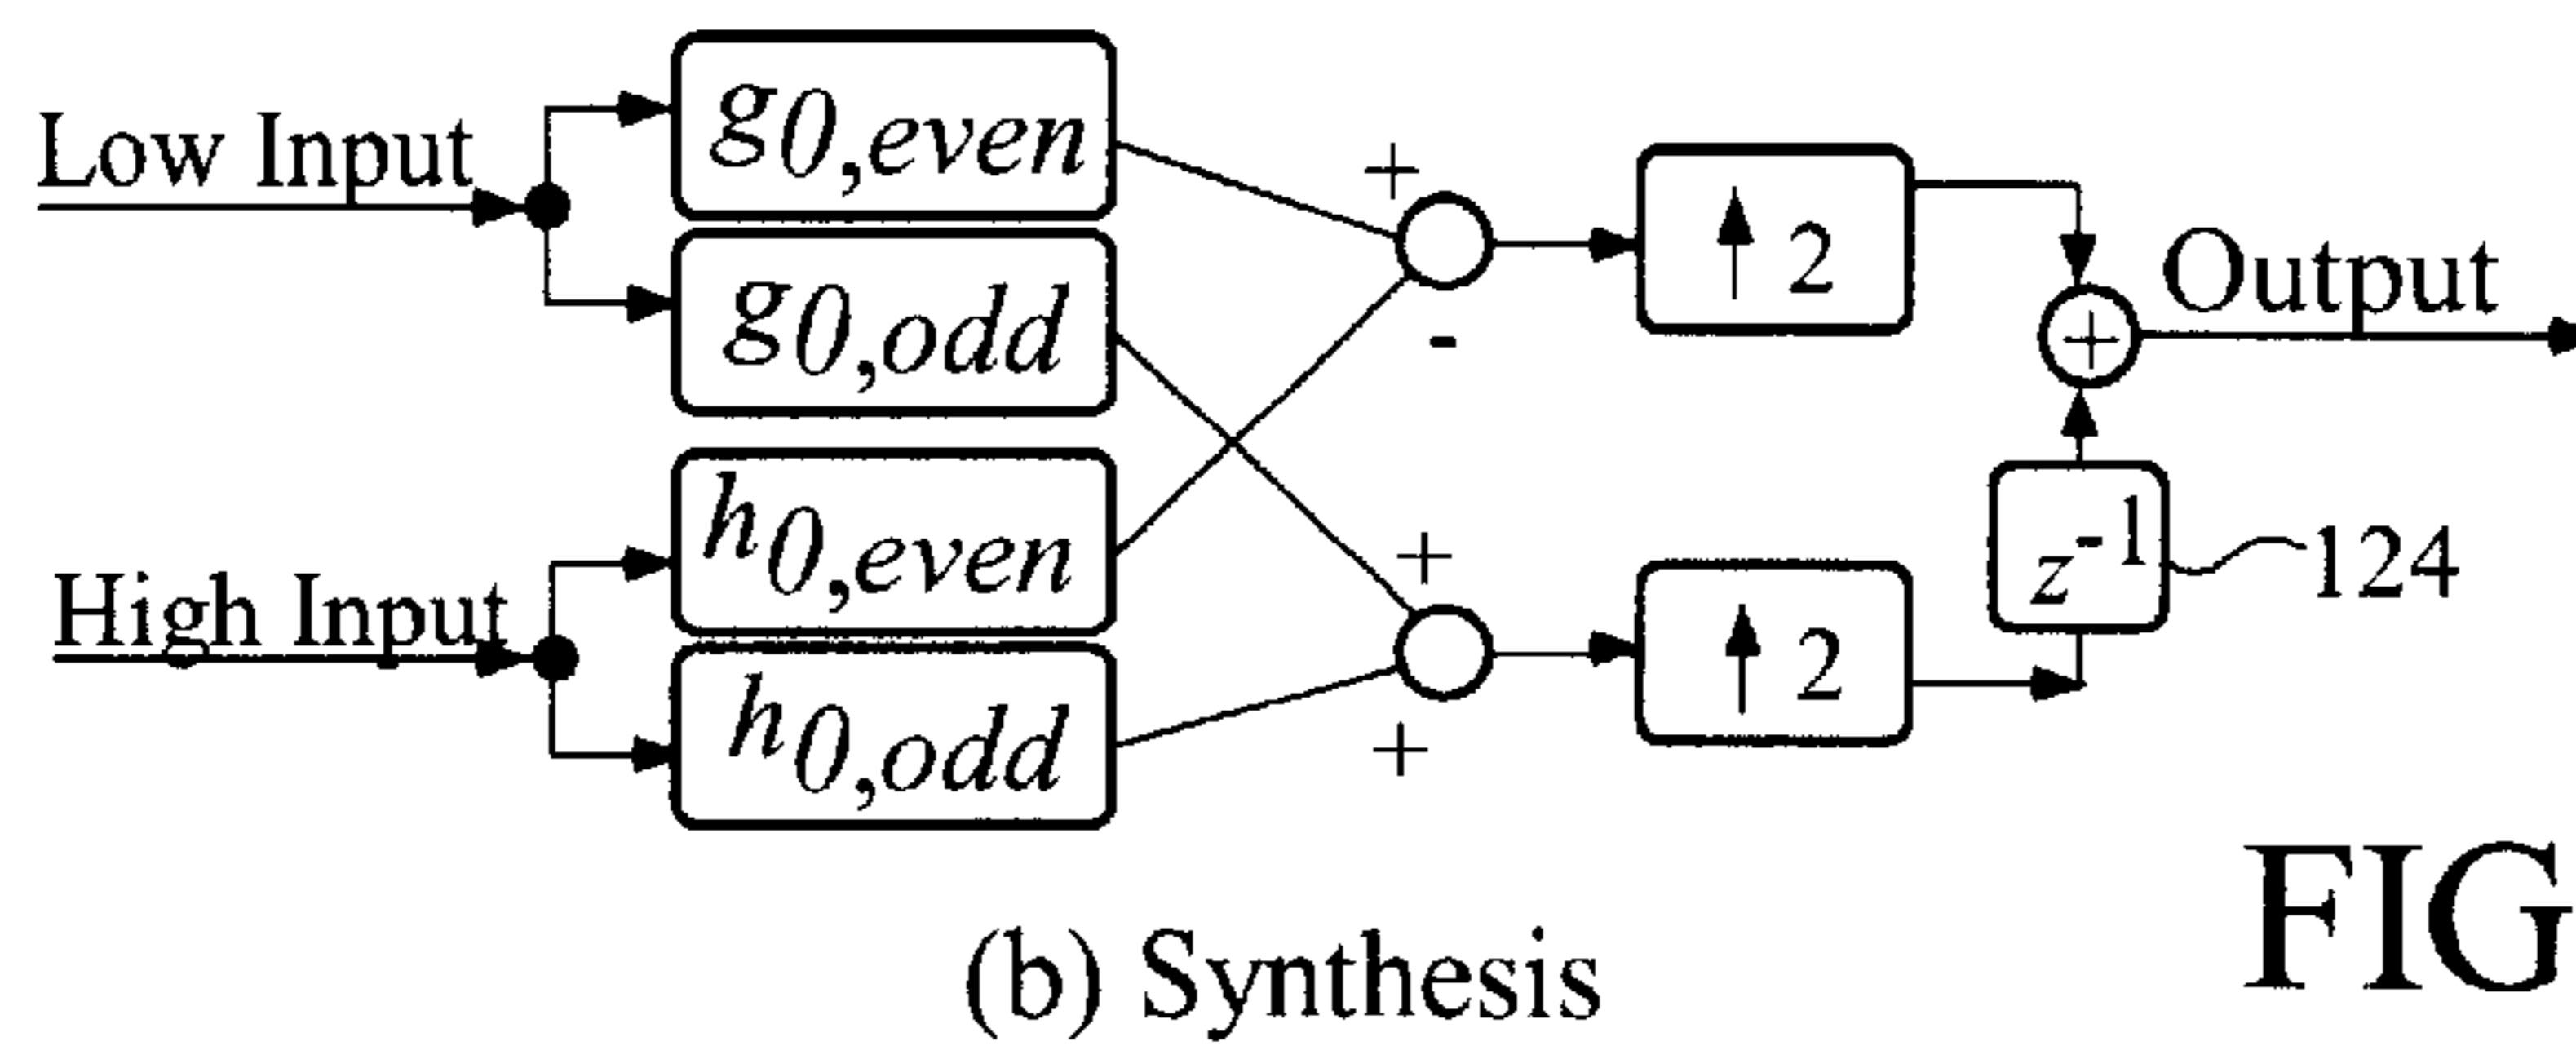 Low Input
g0,even
g0,odd
High Input
h0,even
h0,odd
+
-
+
+
↑ 2
↑ 2
+
Output
z-1
124
(b) Synthesis
FIG